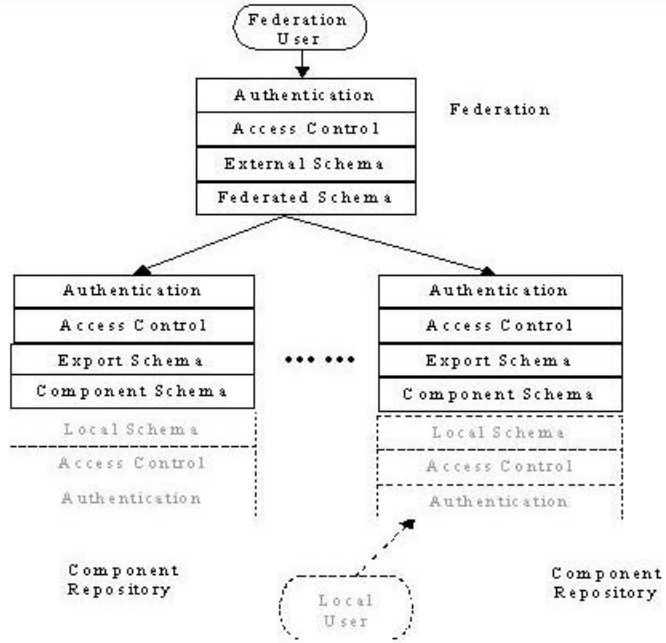 Federation
User
Authentication
Federation
Access Control
External Schema
Federated Schema
Authentication
Access Control
Export Schema
Component Schema
Local Schema
Access Control
Authentication
Component
Repository
Authentication
Access Control
Export Schema
Component Schema
Local Schema
Access Control
Authentication
Local
User
Component
Repository